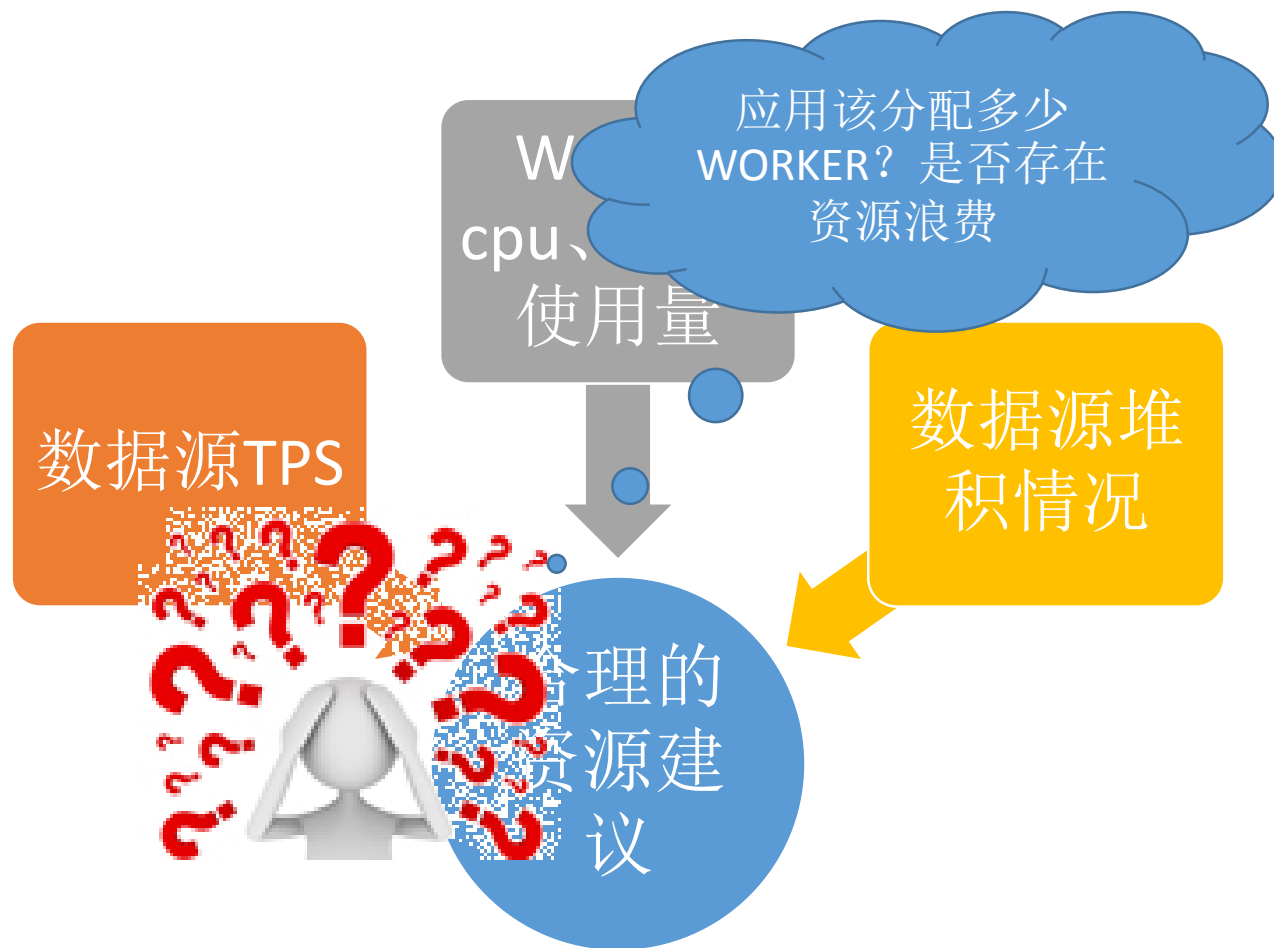 应用该分配多少
WORKER？是否存在
资源浪费
cpu、
使用量
数据源TPS
数据源堆
积情况
合理的
资源建
议